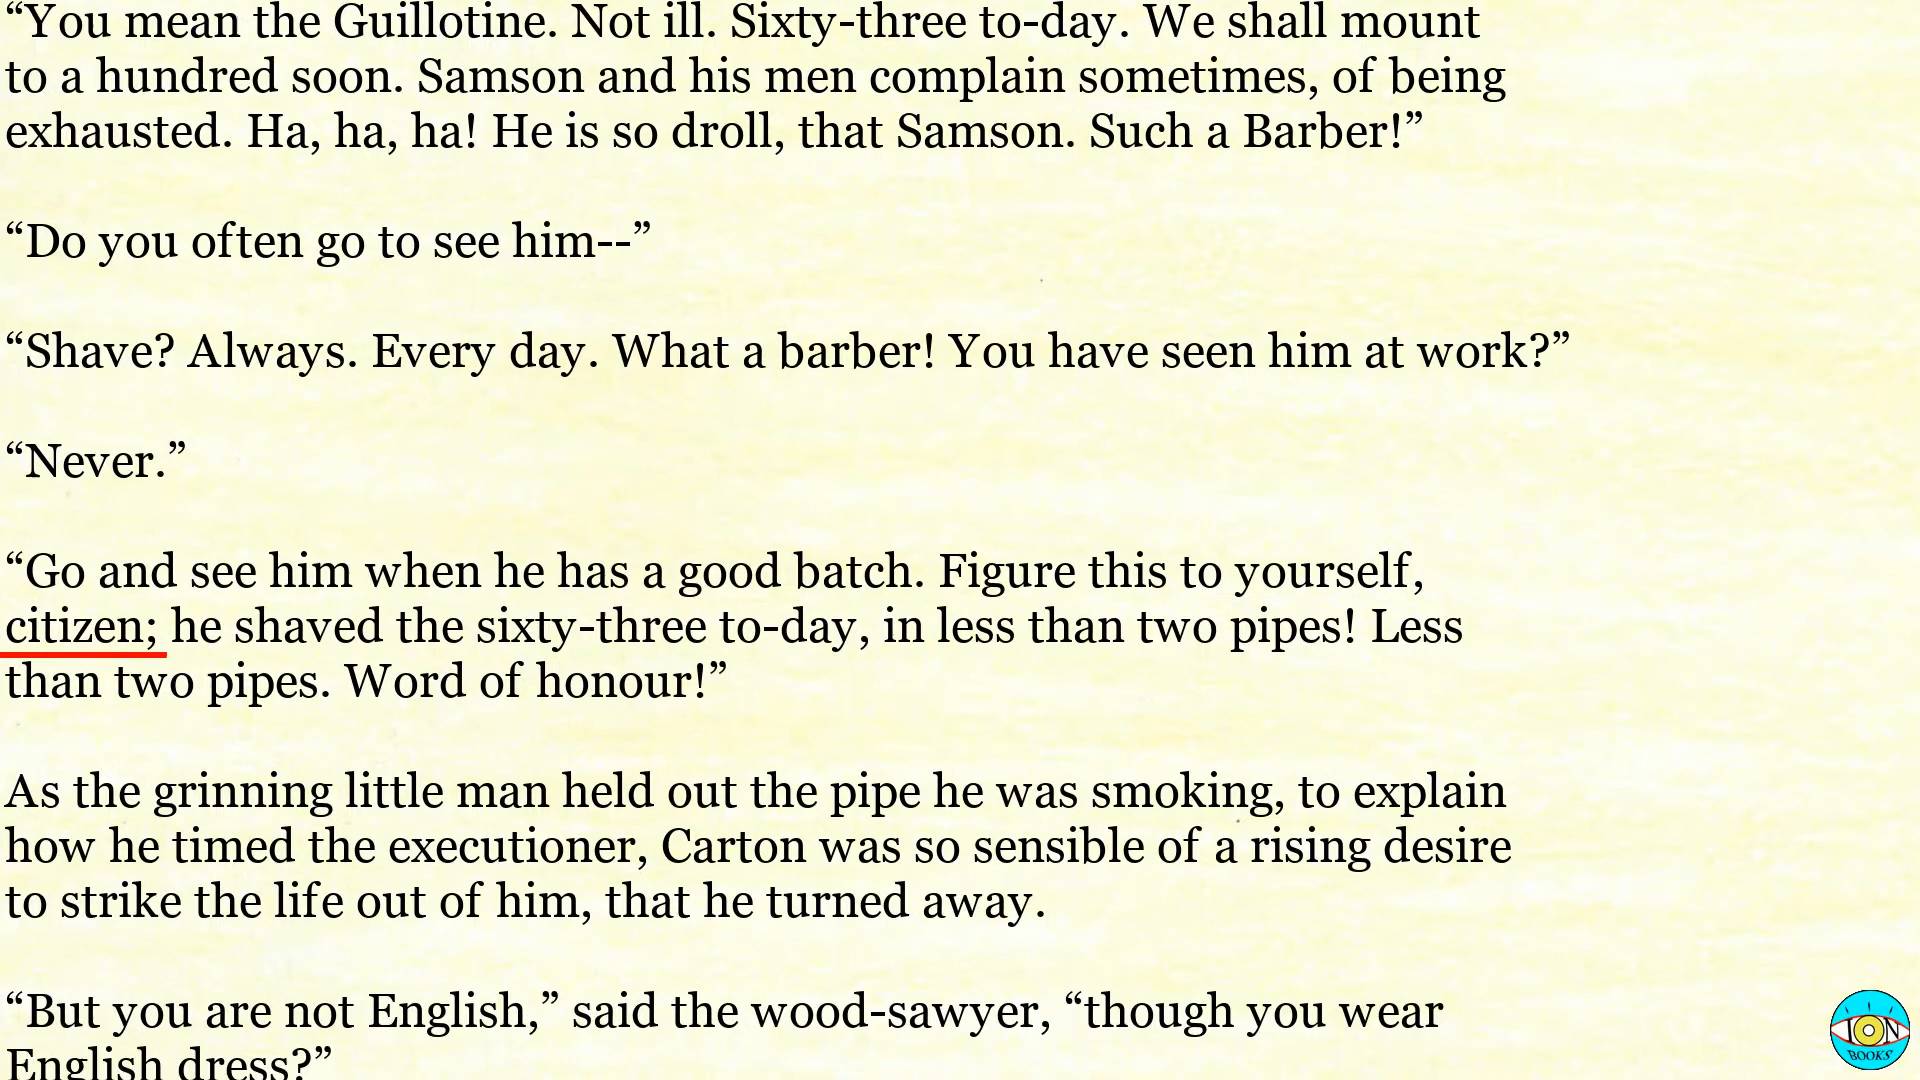 “You mean the Guillotine. Not ill. Sixty-three to-day. We shall mount
to a hundred soon. Samson and his men complain sometimes, of being
exhausted. Ha, ha, ha! He is so droll, that Samson. Such a Barber!”
“Do you often go to see him--”
“Shave? Always. Every day. What a barber! You have seen him at work?”
“Never.”
“Go and see him when he has a good batch. Figure this to yourself,
citizen; he shaved the sixty-three to-day, in less than two pipes! Less
than two pipes. Word of honour!”
As the grinning little man held out the pipe he was smoking, to explain
how he timed the executioner, Carton was so sensible of a rising desire
to strike the life out of him, that he turned away.
“But you are not English,” said the wood-sawyer, “though you wear
English dress?”
ION
BOOKS